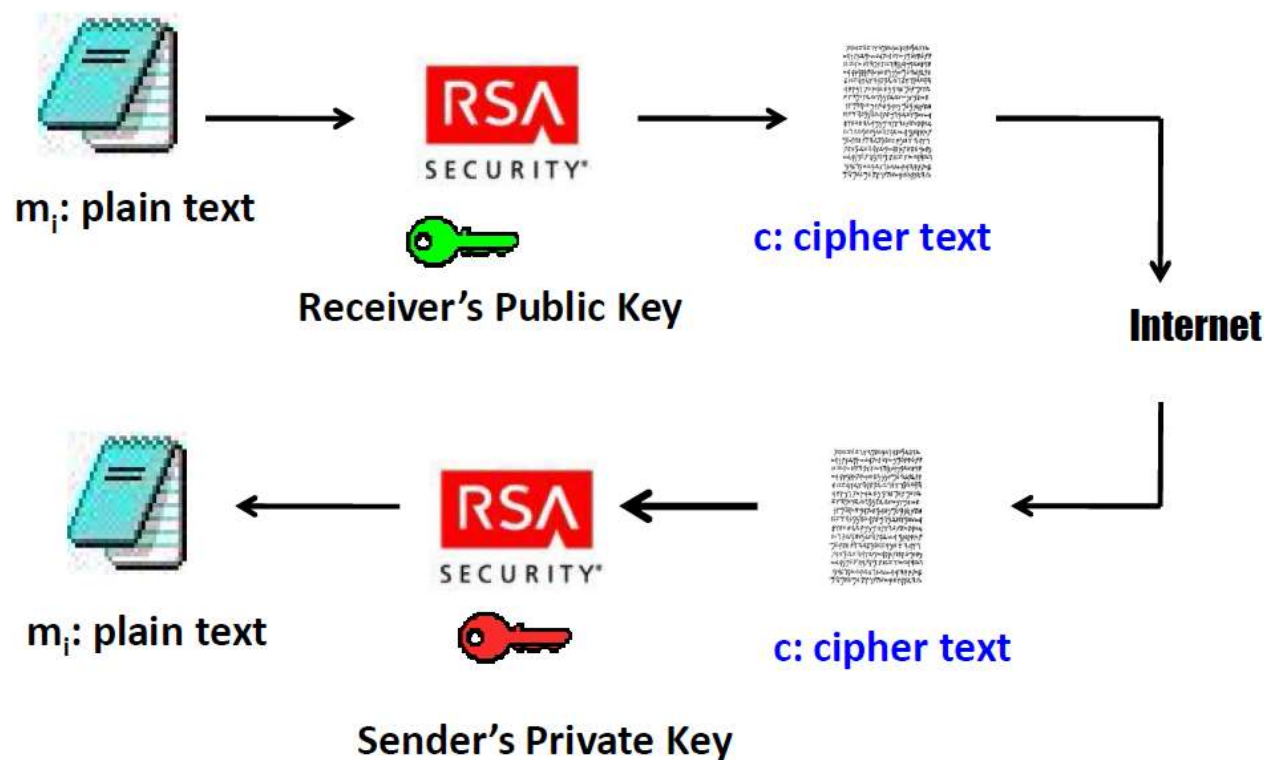 RSA
SECURITY®
mi: plain text
c: cipher text
Receiver's Public Key
Internet
RSA
SECURITY®
mi: plain text
c: cipher text
Sender's Private Key